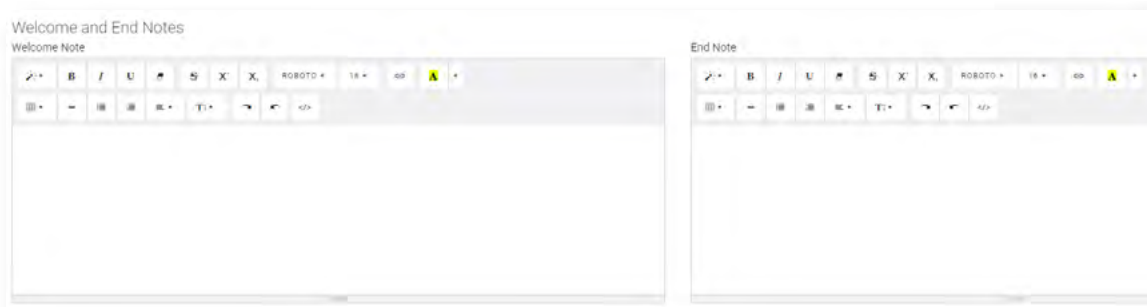 Welcome and End Notes
Welcome Note
B I U S X X ROBOTO 16 A
T </>
End Note
B I U S X X ROBOTO 16 A
T </>